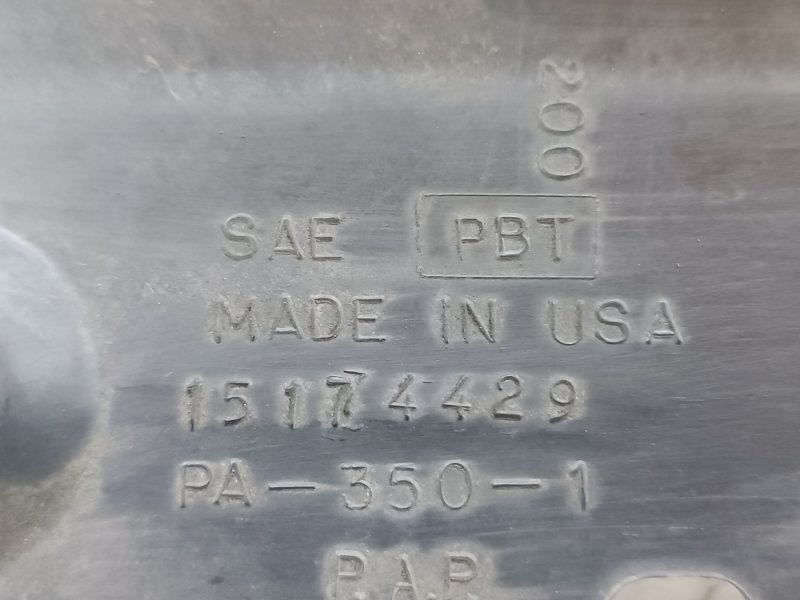 200
SAE PBT
MADE IN USA
15174429
PA-350-1
P.A.P.